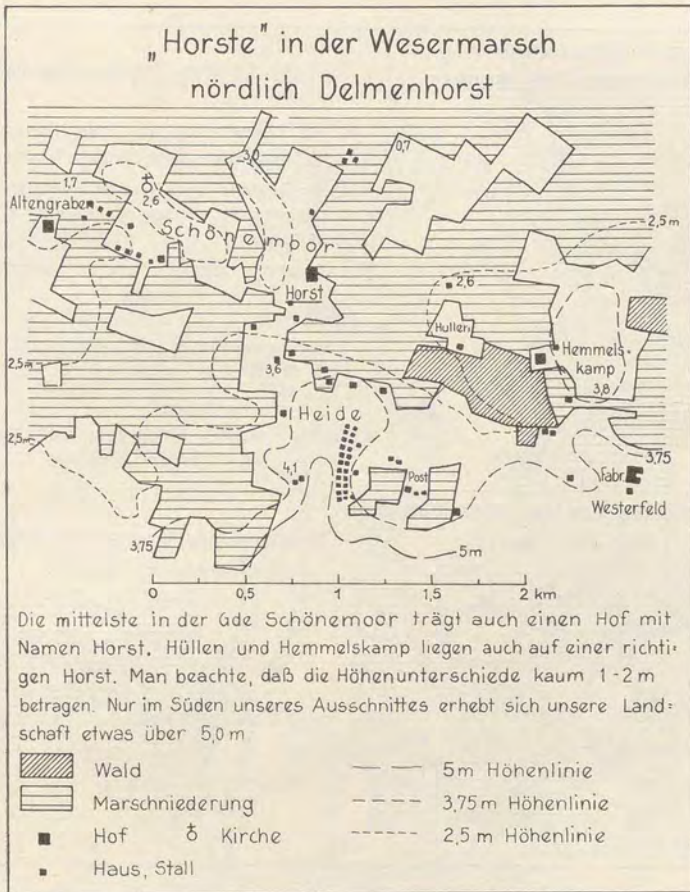 „Horste" in der Wesermarsch
nördlich Delmenhorst
3,0
0,7
1,7
2,6
Altengraben
Schönemoor
2,5 m
Horst
2,6
Hüllen
Hemmels-
kamp
3,6
3,8
2,5 m
Heide
2,5 m
4,1
Post
3,75
Fabr.
Westerfeld
3,75
5 m
0 0,5 1 1,5 2 km
Die mittelste in der Gde Schönemoor trägt auch einen Hof mit
Namen Horst. Hüllen und Hemmelskamp liegen auch auf einer richti=
gen Horst. Man beachte, daß die Höhenunterschiede kaum 1-2 m
betragen. Nur im Süden unseres Ausschnittes erhebt sich unsere Land=
schaft etwas über 5,0 m.
Wald
5 m Höhenlinie
Marschniederung
3,75 m Höhenlinie
Hof Kirche
2,5 m Höhenlinie
Haus, Stall